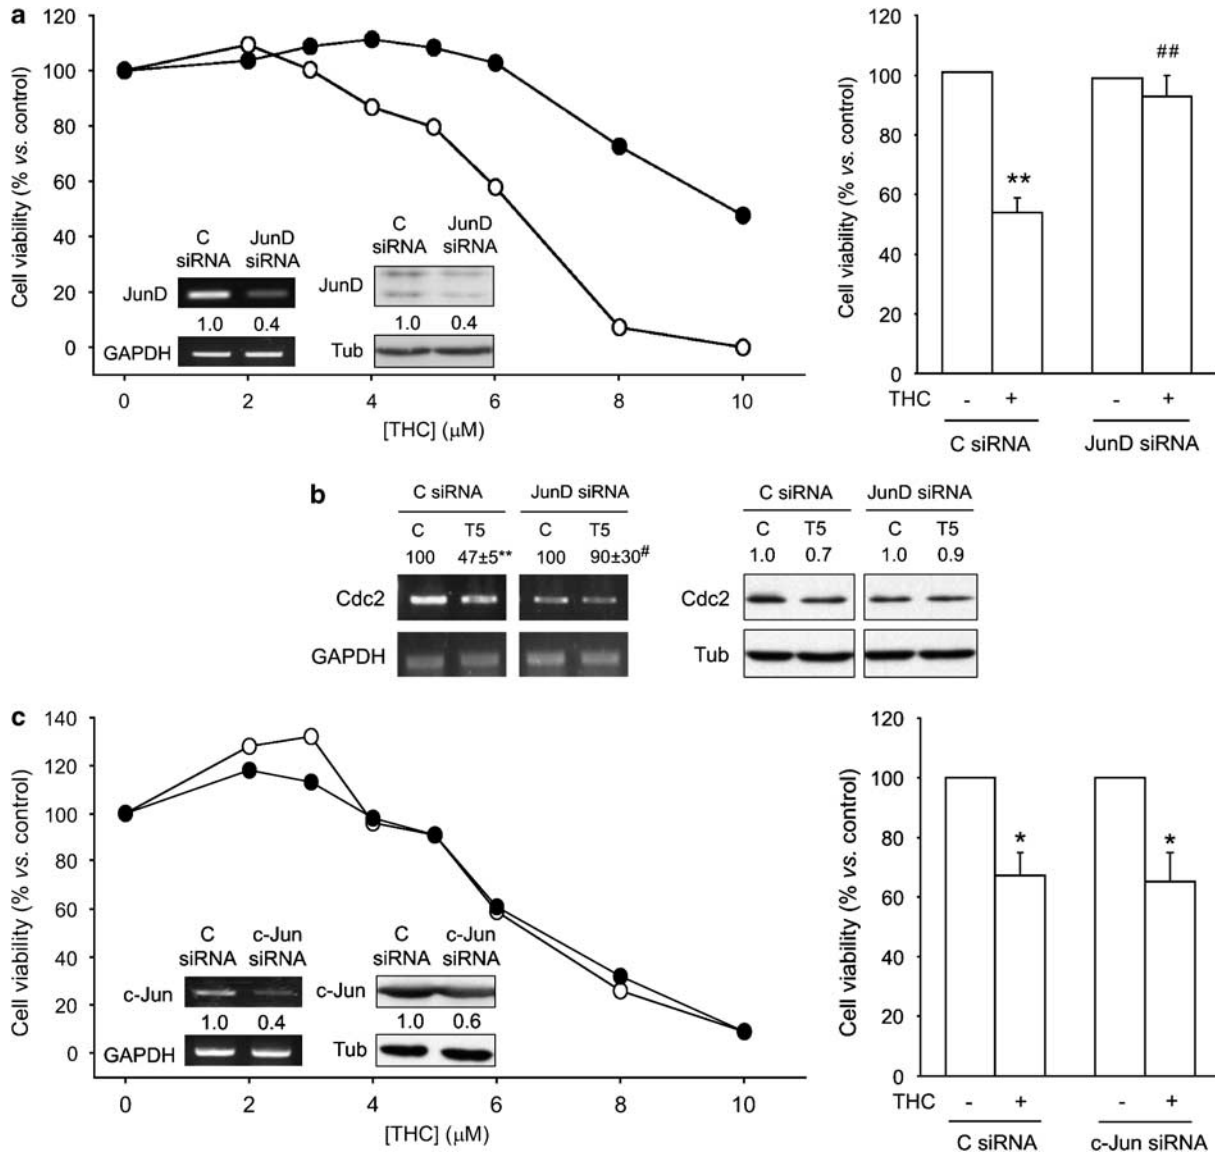 a
Cell viability (% vs. control)
120
100
80
60
40
20
0
0 2 4 6 8 10
[THC] (μM)
C siRNA
JunD siRNA
JunD
1.0 0.4
GAPDH
C siRNA
JunD siRNA
JunD
1.0 0.4
Tub
Cell viability (% vs. control)
120
100
80
60
40
20
0
**
##
THC - + - +
C siRNA JunD siRNA
b
C siRNA JunD siRNA
C T5 C T5
100 47±5** 100 90±30#
Cdc2
GAPDH
C siRNA JunD siRNA
C T5 C T5
1.0 0.7 1.0 0.9
Cdc2
Tub
c
Cell viability (% vs. control)
140
120
100
80
60
40
20
0
0 2 4 6 8 10
[THC] (μM)
C siRNA
c-Jun siRNA
c-Jun
1.0 0.4
GAPDH
C siRNA
c-Jun siRNA
c-Jun
1.0 0.6
Tub
Cell viability (% vs. control)
120
100
80
60
40
20
0
* *
THC - + - +
C siRNA c-Jun siRNA